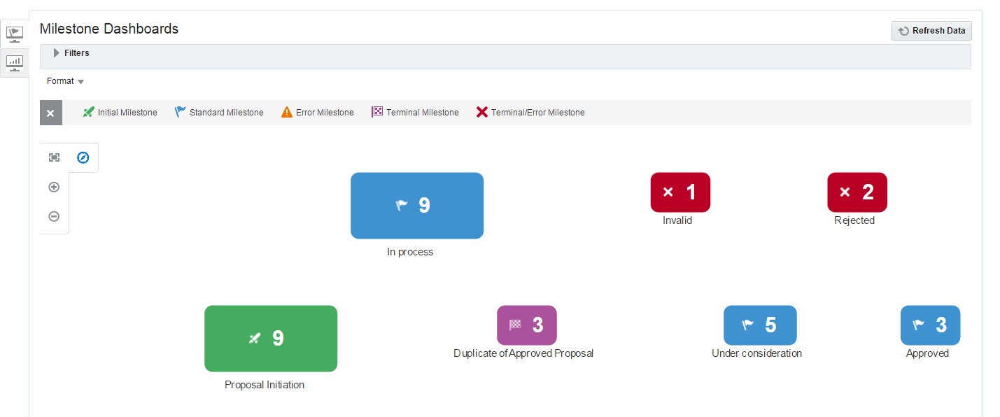 Milestone Dashboards
Refresh Data
Filters
Format
Initial Milestone
Standard Milestone
Error Milestone
Terminal Milestone
Terminal/Error Milestone
9
In process
1
Invalid
2
Rejected
9
Proposal Initiation
3
Duplicate of Approved Proposal
5
Under consideration
3
Approved